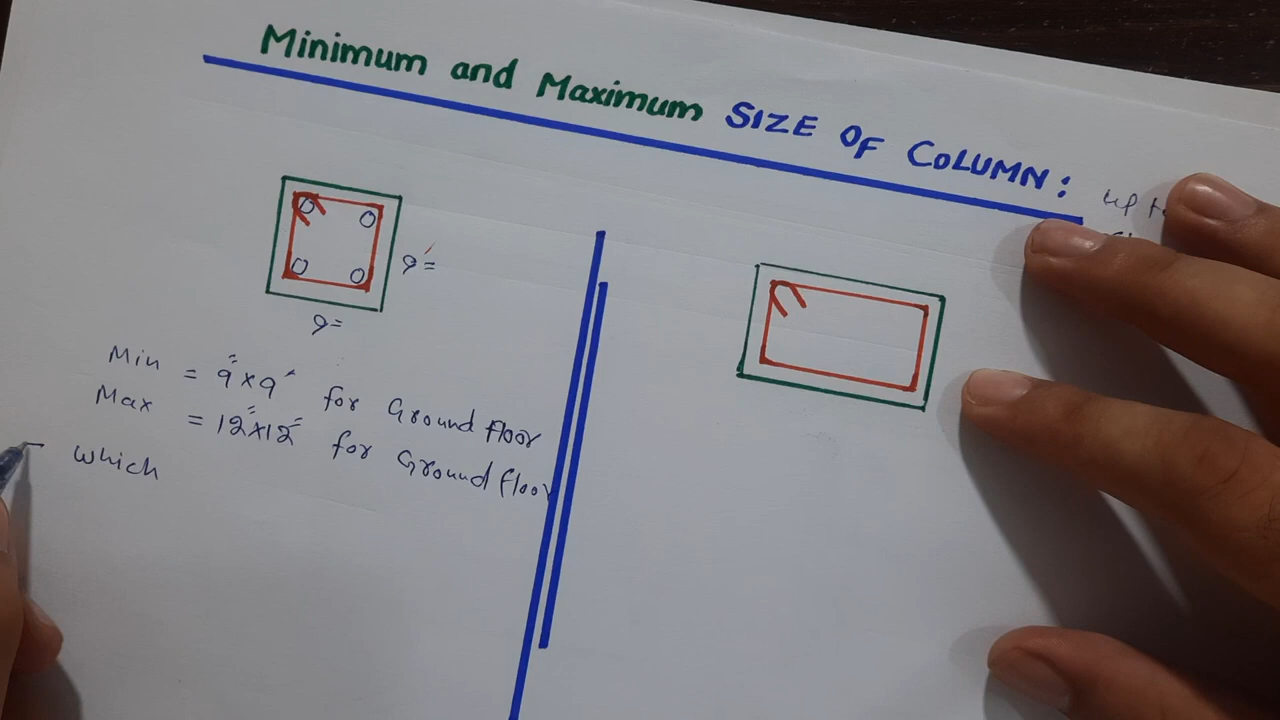 Minimum and Maximum SIZE OF COLUMN:
up
9"
9"
Min = 9"x9" for Ground floor
Max = 12"x12" for Ground floor
which